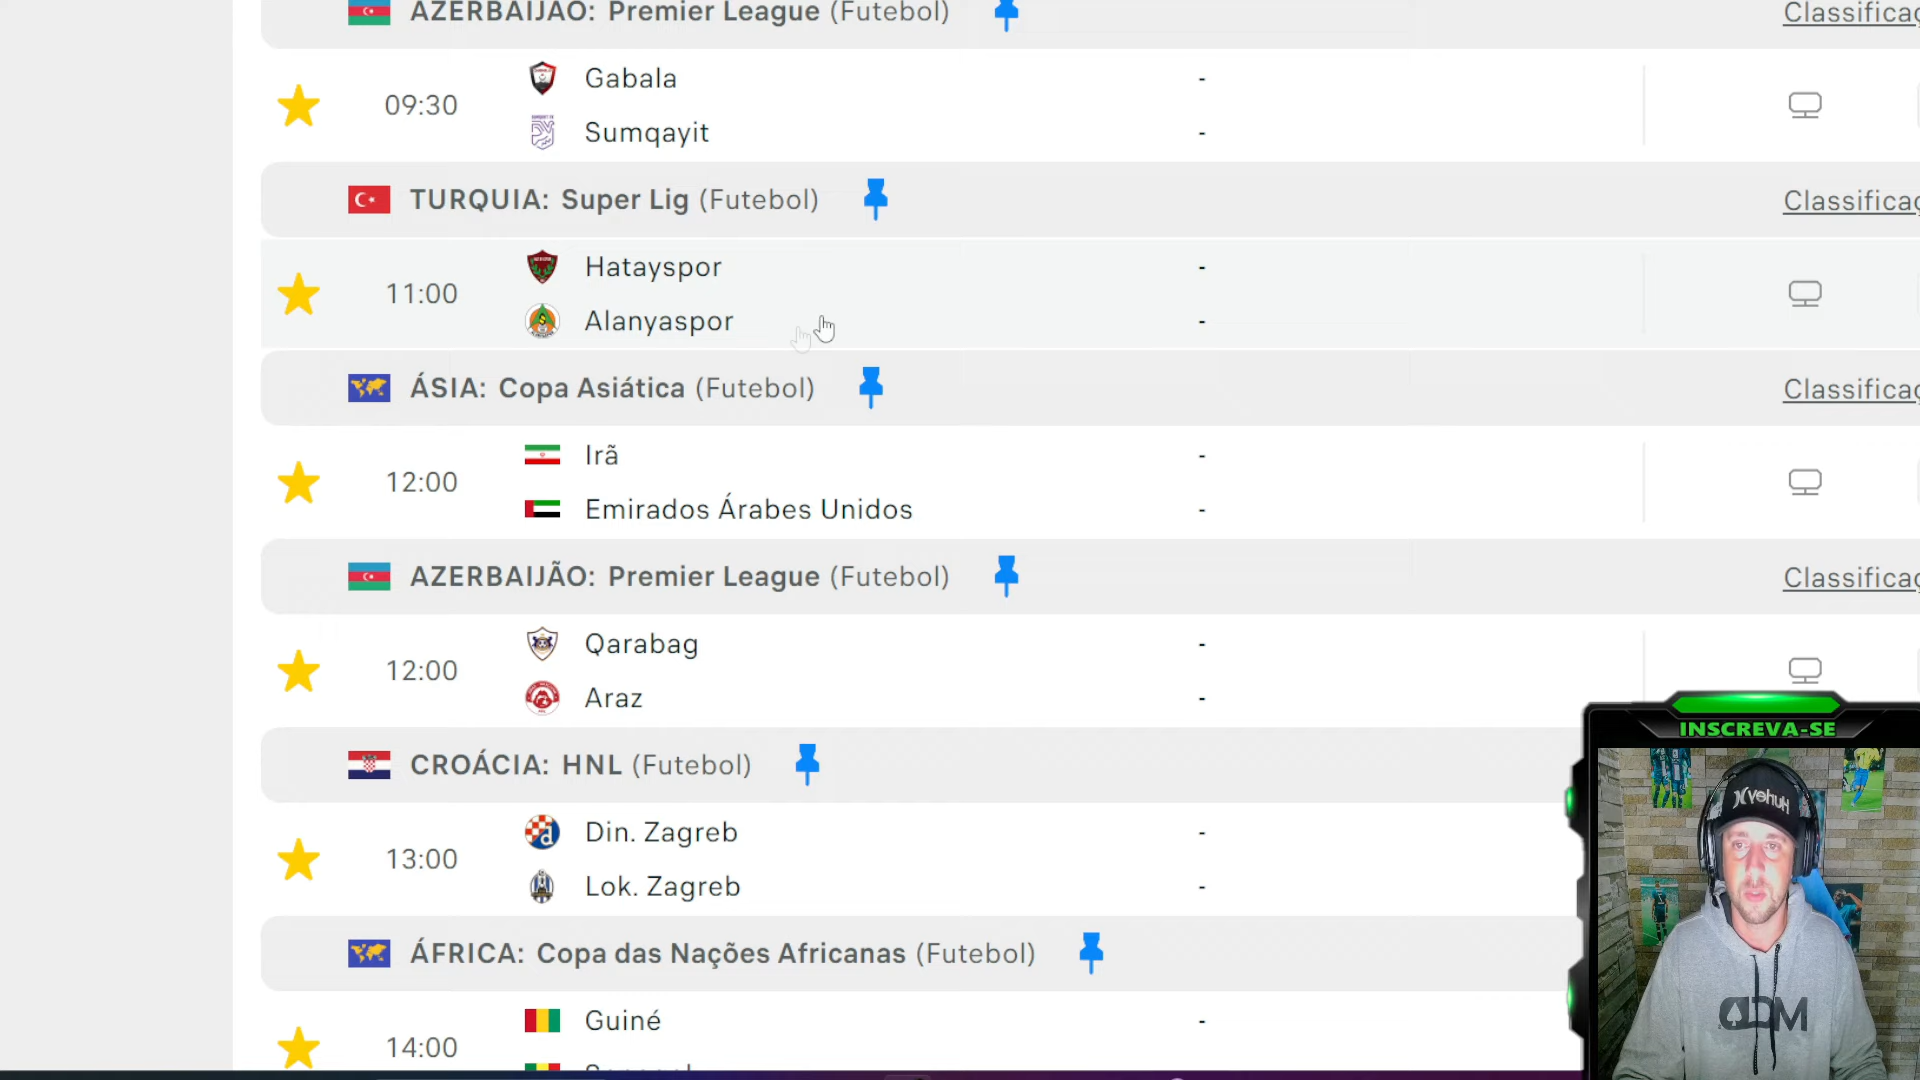 AZERBAIJÃO: Premier League (Futebol)
Classificaç
09:30
Gabala
-
Sumqayit
-
TURQUIA: Super Lig (Futebol)
Classificaç
11:00
Hatayspor
-
Alanyaspor
-
ÁSIA: Copa Asiática (Futebol)
Classificaç
12:00
Irã
-
Emirados Árabes Unidos
-
AZERBAIJÃO: Premier League (Futebol)
Classificaç
12:00
Qarabag
-
Araz
-
INSCREVA-SE
CROÁCIA: HNL (Futebol)
13:00
Din. Zagreb
-
Lok. Zagreb
-
Hurley
ÁFRICA: Copa das Nações Africanas (Futebol)
14:00
Guiné
-